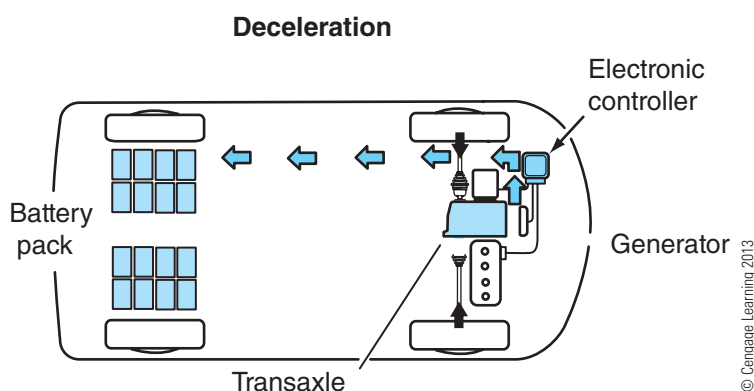 Deceleration
Electronic
controller
Battery
pack
Generator
Transaxle
© Cengage Learning 2013